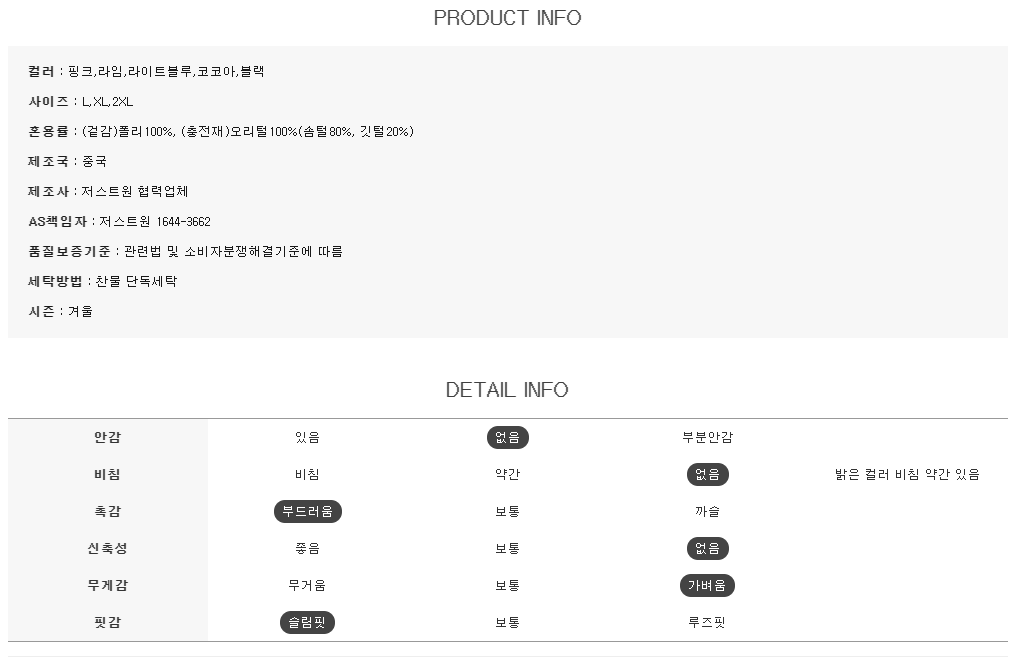 PRODUCT INFO
컬러 : 핑크,라임,라이트블루,코코아,블랙
사이즈 : L,XL,2XL
혼용률 : (겉감)폴리100%, (충전재)오리털100%(솜털80%, 깃털20%)
제조국 : 중국
제조사 : 저스트원 협력업체
AS책임자 : 저스트원 1644-3662
품질보증기준 : 관련법 및 소비자분쟁해결기준에 따름
세탁방법 : 찬물 단독세탁
시즌 : 겨울
DETAIL INFO
안감 있음 없음 부분안감
비침 비침 약간 없음 밝은 컬러 비침 약간 있음
촉감 부드러움 보통 까슬
신축성 좋음 보통 없음
무게감 무거움 보통 가벼움
핏감 슬림핏 보통 루즈핏